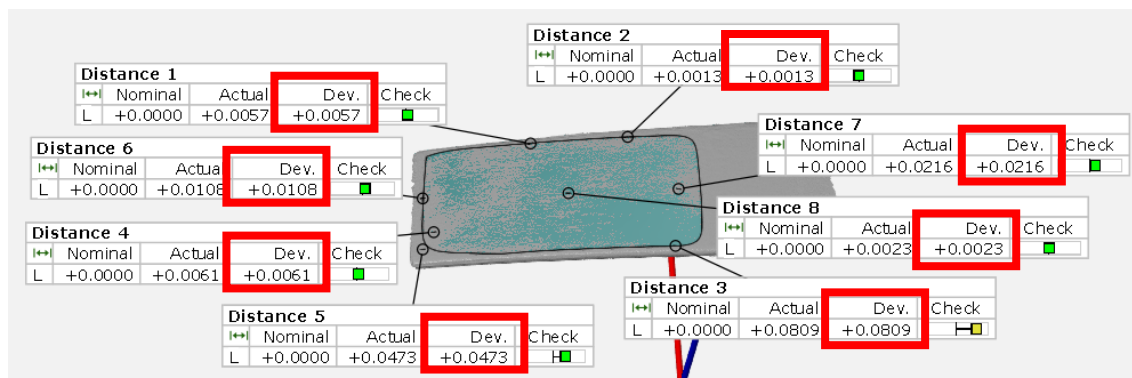 Distance 2
Nominal Actual Dev. Check
L +0.0000 +0.0013 +0.0013
Distance 1
Nominal Actual Dev. Check
L +0.0000 +0.0057 +0.0057
Distance 7
Nominal Actual Dev. Check
L +0.0000 +0.0216 +0.0216
Distance 6
Nominal Actual Dev. Check
L +0.0000 +0.0108 +0.0108
Distance 8
Nominal Actual Dev. Check
L +0.0000 +0.0023 +0.0023
Distance 4
Nominal Actual Dev. Check
L +0.0000 +0.0061 +0.0061
Distance 3
Nominal Actual Dev. Check
L +0.0000 +0.0809 +0.0809
Distance 5
Nominal Actual Dev. Check
L +0.0000 +0.0473 +0.0473